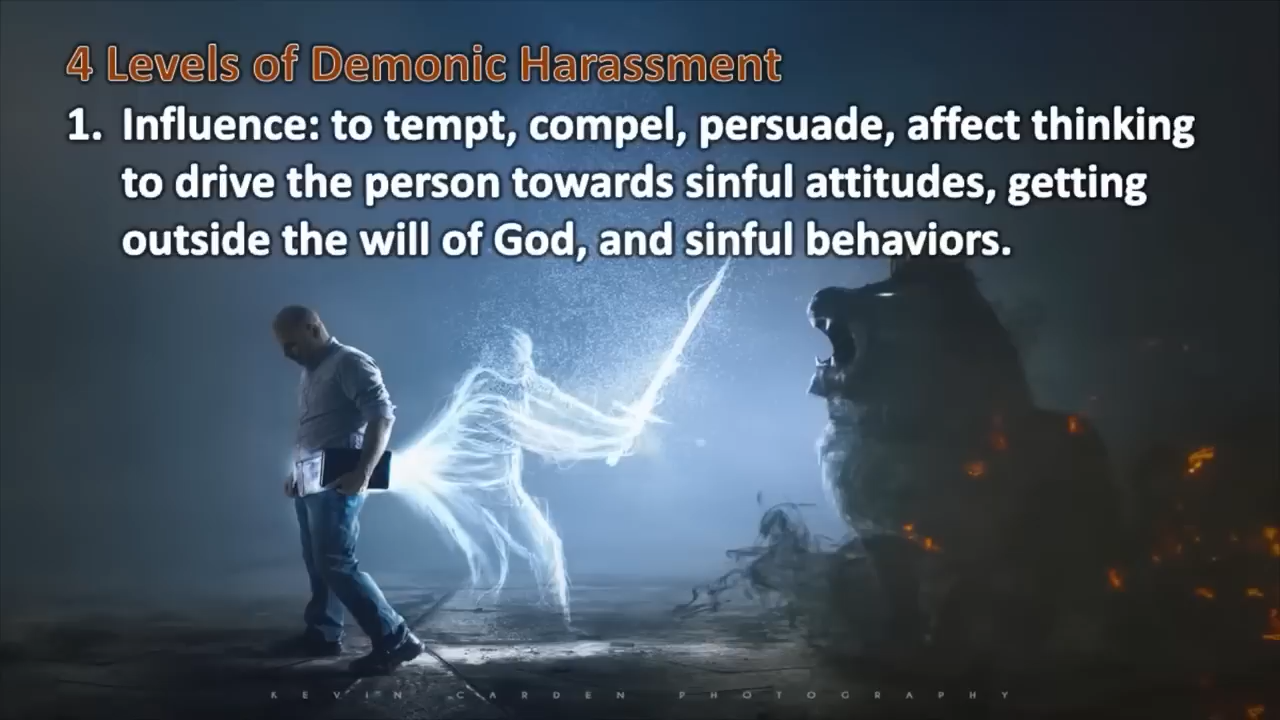 4 Levels of Demonic Harassment
1. Influence: to tempt, compel, persuade, affect thinking
to drive the person towards sinful attitudes, getting
outside the will of God, and sinful behaviors.
KEVIN CARDEN PHOTOGRAPHY